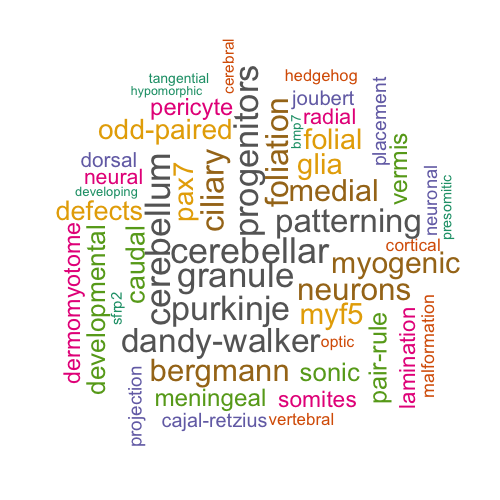 cerebral
tangential
hedgehog
hypomorphic
pericyte
joubert
placement
progenitors
foliation
radial
bmp7
odd-paired
folial
vermis
dorsal
cerebellum
pax7
ciliary
glia
neuronal
presomitic
neural
developing
medial
defects
patterning
dermomyotome
developmental
caudal
cerebellar
cortical
myogenic
granule
sfrp2
neurons
purkinje
myf5
pair-rule
lamination
malformation
dandy-walker
optic
projection
bergmann
sonic
meningeal
somites
cajal-retzius
vertebral